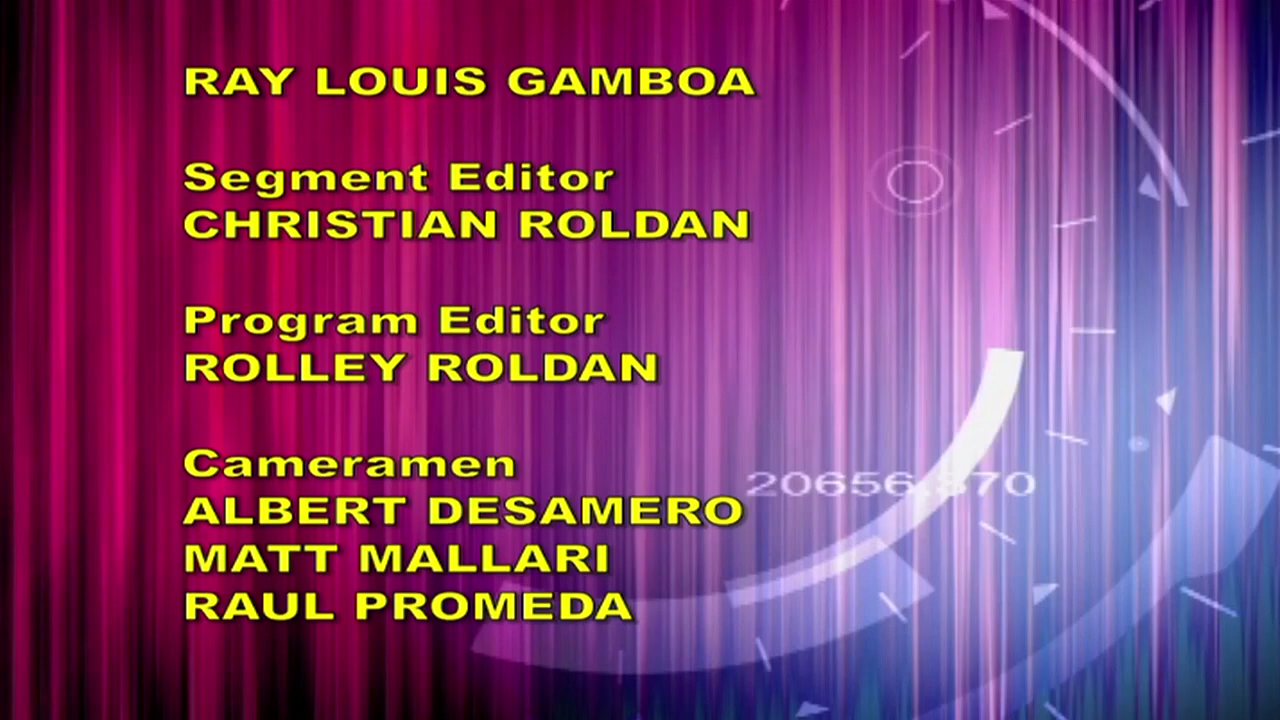 RAY LOUIS GAMBOA
Segment Editor
CHRISTIAN ROLDAN
Program Editor
ROLLEY ROLDAN
Cameramen
ALBERT DESAMERO
MATT MALLARI
RAUL PROMEDA